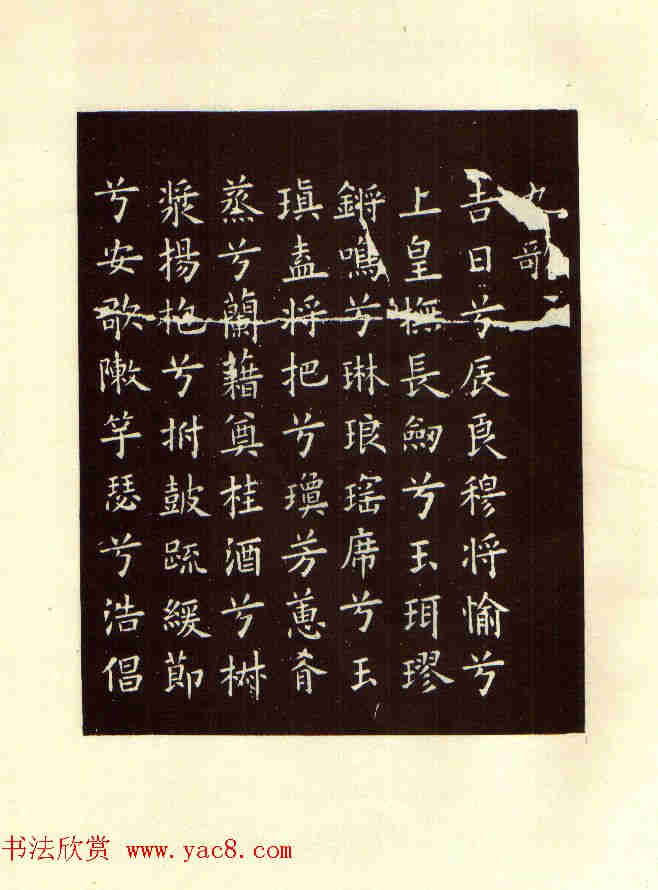 九歌
吉日兮辰良穆将愉兮
上皇撫長劒兮玉珥璆
鏘鳴兮琳琅瑶席兮玉
瑱盍将把兮瓊芳蕙肴
蒸兮蘭藉奠桂酒兮椒
漿揚枹兮拊鼓疏緩節
兮安歌敶竽瑟兮浩倡
书法欣赏 www.yac8.com